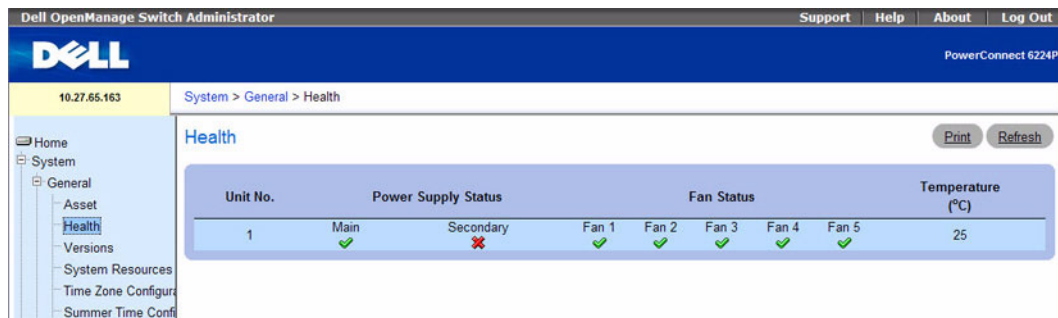 Dell OpenManage Switch Administrator
Support Help About Log Out
DELL
PowerConnect 6224P
10.27.65.163
System > General > Health
Home
System
General
Asset
Health
Versions
System Resources
Time Zone
Summer Time
Health
Print Refresh
Unit No. Power Supply Status Fan Status Temperature
(°C)
Main Secondary Fan 1 Fan 2 Fan 3 Fan 4 Fan 5
1 25